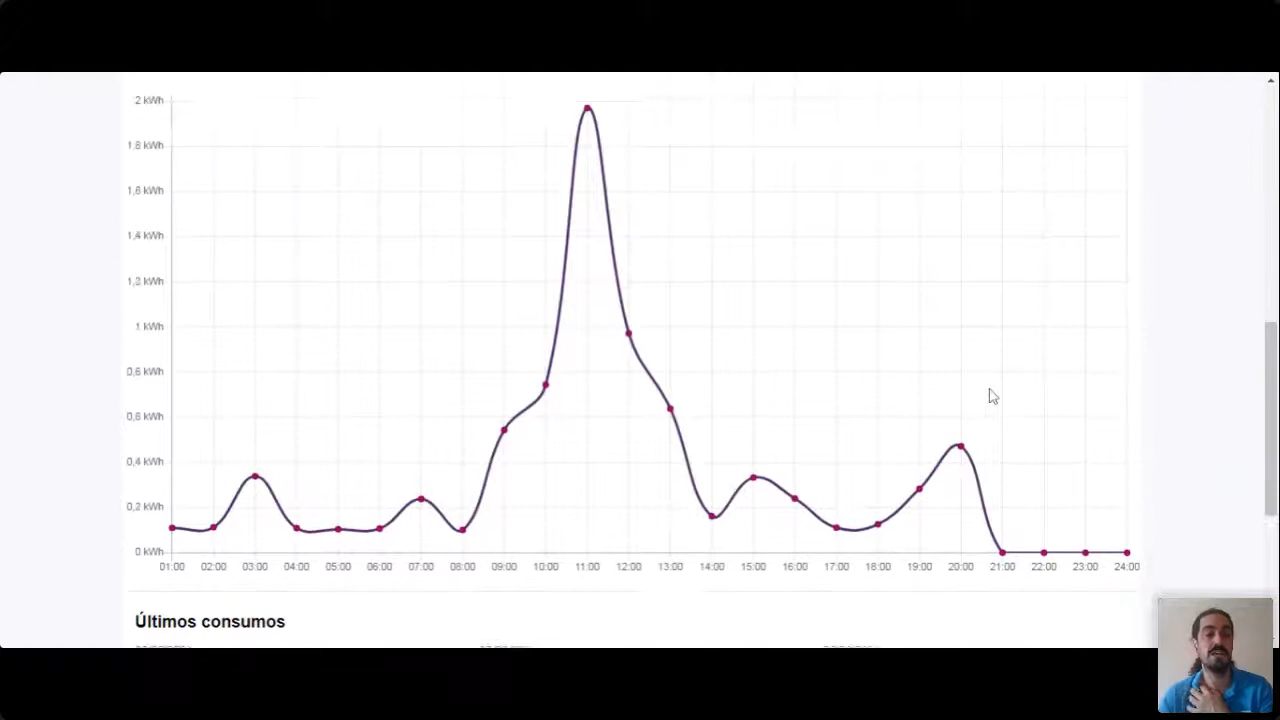 2 kWh
1,8 kWh
1,6 kWh
1,4 kWh
1,2 kWh
1 kWh
0,8 kWh
0,6 kWh
0,4 kWh
0,2 kWh
0 kWh
01:00 02:00 03:00 04:00 05:00 06:00 07:00 08:00 09:00 10:00 11:00 12:00 13:00 14:00 15:00 16:00 17:00 18:00 19:00 20:00 21:00 22:00 23:00 24:00
Últimos consumos